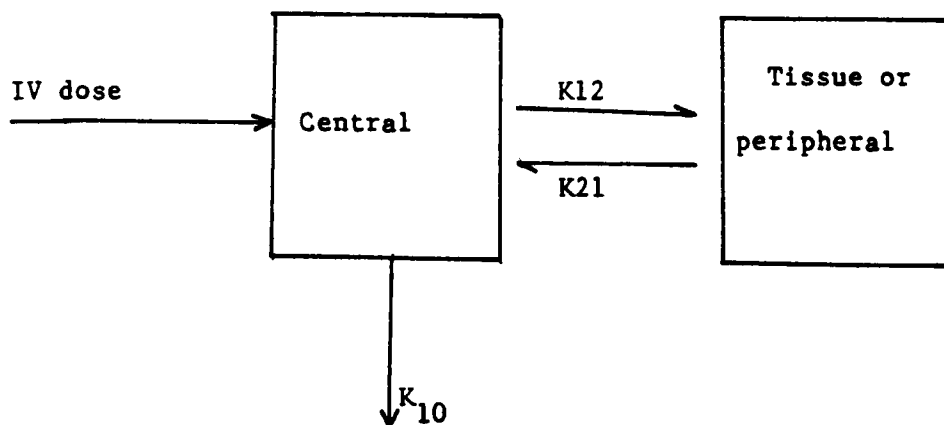 IV dose
Central
K12
K21
Tissue or
peripheral
K10